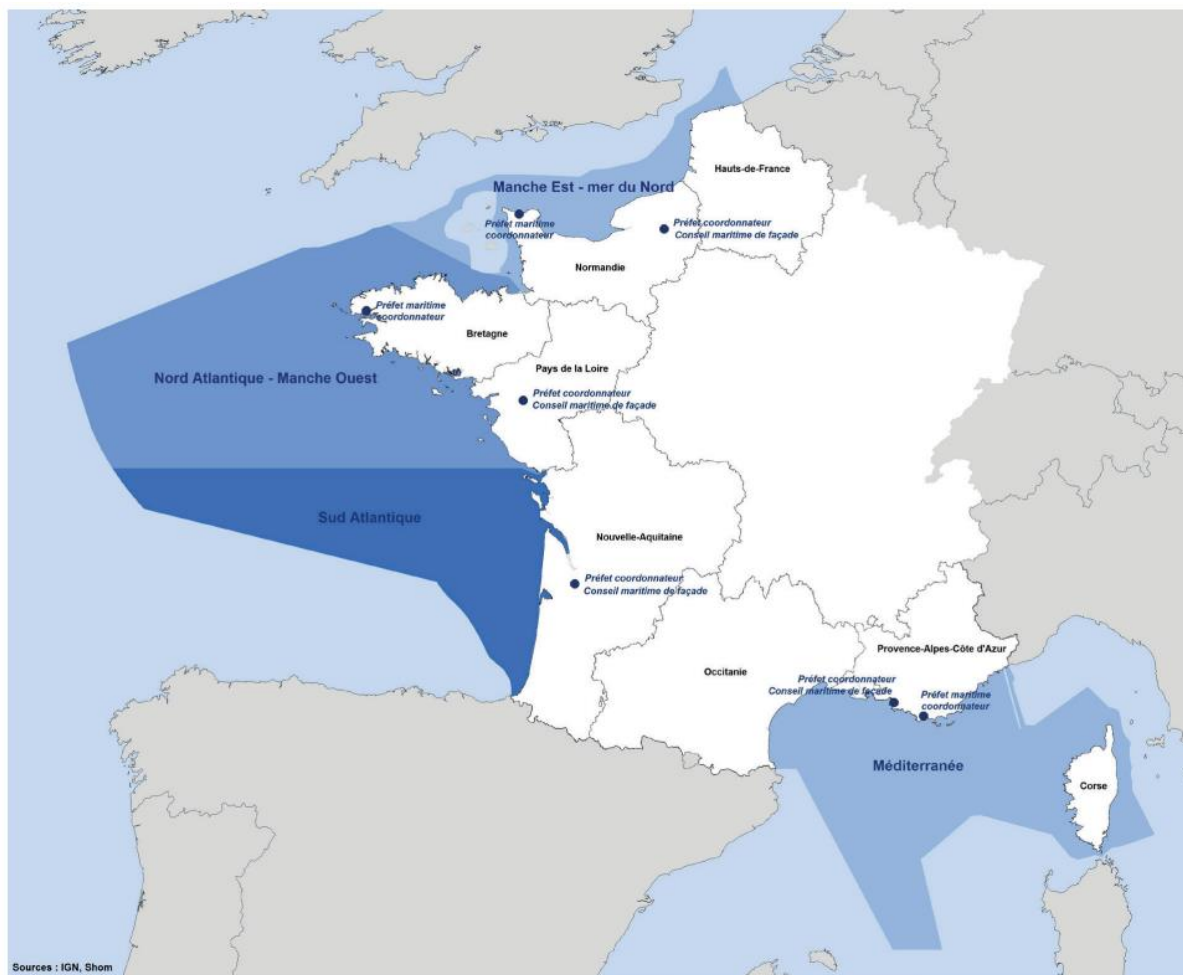 Hauts-de-France
Manche Est - mer du Nord
Préfet maritime
coordonnateur
Préfet coordonnateur
Conseil maritime de façade
Normandie
Préfet maritime
coordonnateur
Bretagne
Pays de la Loire
Nord Atlantique - Manche Ouest
Préfet coordonnateur
Conseil maritime de façade
Sud Atlantique
Nouvelle-Aquitaine
Préfet coordonnateur
Conseil maritime de façade
Provence-Alpes-Côte d'Azur
Occitanie
Préfet coordonnateur
Conseil maritime de façade
Préfet maritime
coordonnateur
Méditerranée
Corse
Sources : IGN, Shom